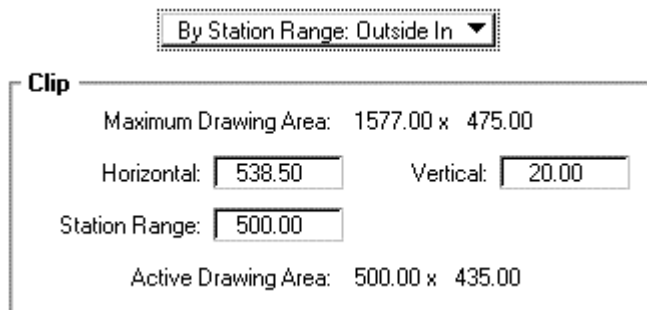 By Station Range: Outside In
Clip
Maximum Drawing Area: 1577.00 x 475.00
Horizontal: 538.50 Vertical: 20.00
Station Range: 500.00
Active Drawing Area: 500.00 x 435.00